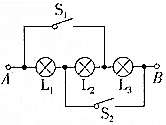 S₁
A L₁ L₂ L₃ B
S₂